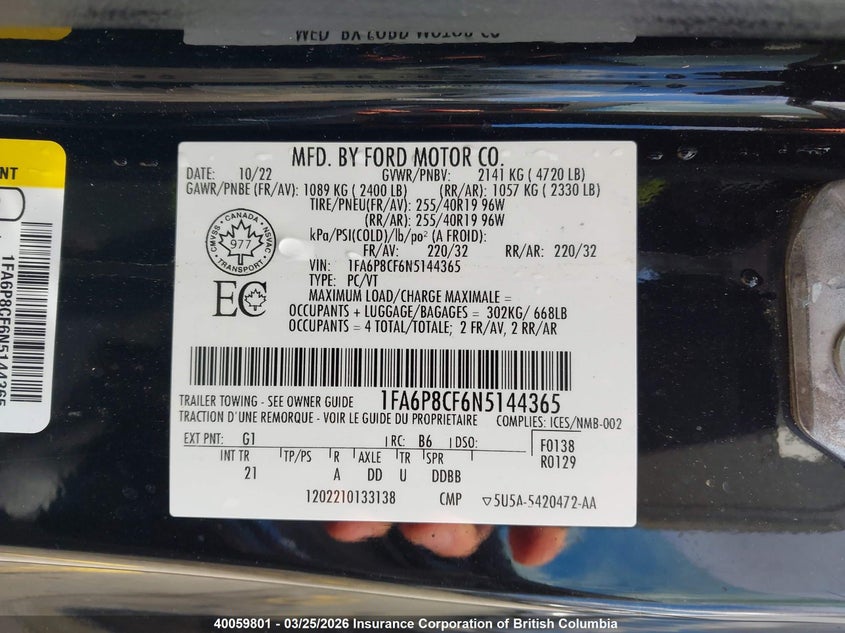 MFD. BY FORD MOTOR CO.
DATE: 10/22 GVWR/PNBV: 2141 KG ( 4720 LB)
GAWR/PNBE (FR/AV): 1089 KG ( 2400 LB) (RR/AR): 1057 KG ( 2330 LB)
TIRE/PNEU(FR/AV): 255/40R19 96W
(RR/AR): 255/40R19 96W
kPa/PSI(COLD)/lb/po² (A FROID):
FR/AV: 220/32 RR/AR: 220/32
VIN: 1FA6P8CF6N5144365
TYPE: PC/VT
MAXIMUM LOAD/CHARGE MAXIMALE =
OCCUPANTS + LUGGAGE/BAGAGES = 302KG/ 668LB
OCCUPANTS = 4 TOTAL/TOTALE; 2 FR/AV, 2 RR/AR
CANADA
CMVSS NSVAC
977
TRANSPORT
EC
TRAILER TOWING - SEE OWNER GUIDE 1FA6P8CF6N5144365
TRACTION D'UNE REMORQUE - VOIR LE GUIDE DU PROPRIETAIRE COMPLIES: ICES/NMB-002
EXT PNT: G1 RC: B6 DSO: F0138
INT TR TP/PS R AXLE TR SPR R0129
21 A DD U DDBB
1202210133138 CMP ▽5U5A-5420472-AA
1FA6P8CF6N5144365
40059801 - 03/25/2026 Insurance Corporation of British Columbia